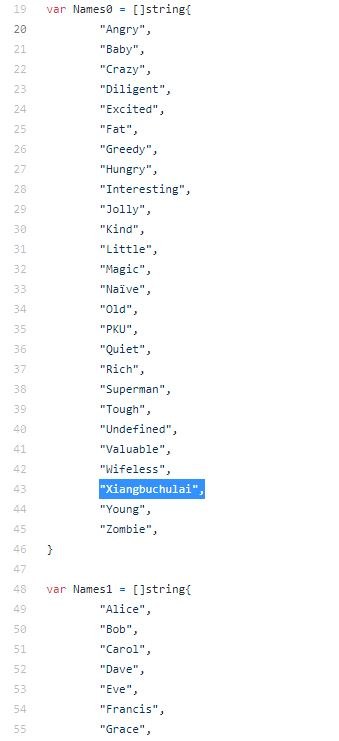 19 var Names0 = []string{
20 "Angry",
21 "Baby",
22 "Crazy",
23 "Diligent",
24 "Excited",
25 "Fat",
26 "Greedy",
27 "Hungry",
28 "Interesting",
29 "Jolly",
30 "Kind",
31 "Little",
32 "Magic",
33 "Naïve",
34 "Old",
35 "PKU",
36 "Quiet",
37 "Rich",
38 "Superman",
39 "Tough",
40 "Undefined",
41 "Valuable",
42 "Wifeless",
43 "Xiangbuchulai",
44 "Young",
45 "Zombie",
46 }
47
48 var Names1 = []string{
49 "Alice",
50 "Bob",
51 "Carol",
52 "Dave",
53 "Eve",
54 "Francis",
55 "Grace",